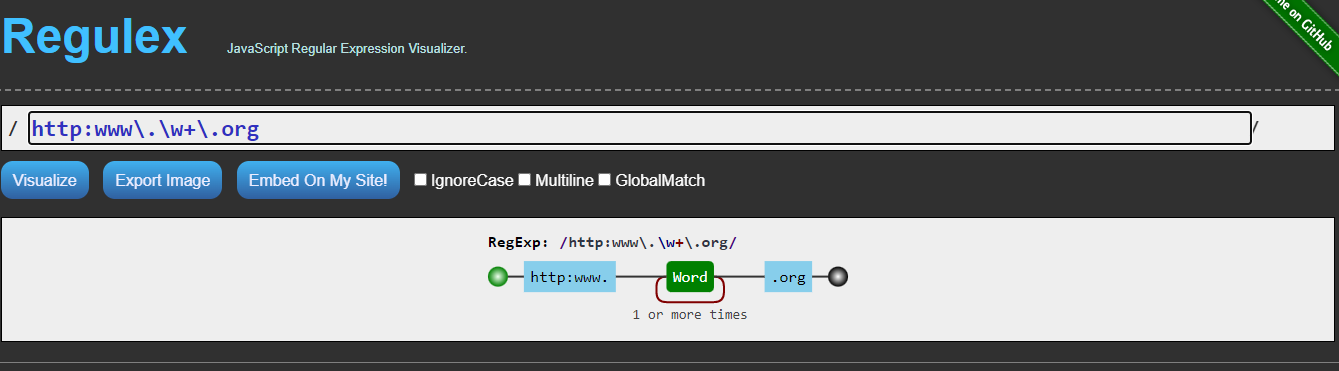 Regulex
JavaScript Regular Expression Visualizer.
me on GitHub
/ http:www\.\w+\.org /
Visualize Export Image Embed On My Site! IgnoreCase Multiline GlobalMatch
RegExp: /http:www\.\w+\.org/
http:www. Word .org
1 or more times